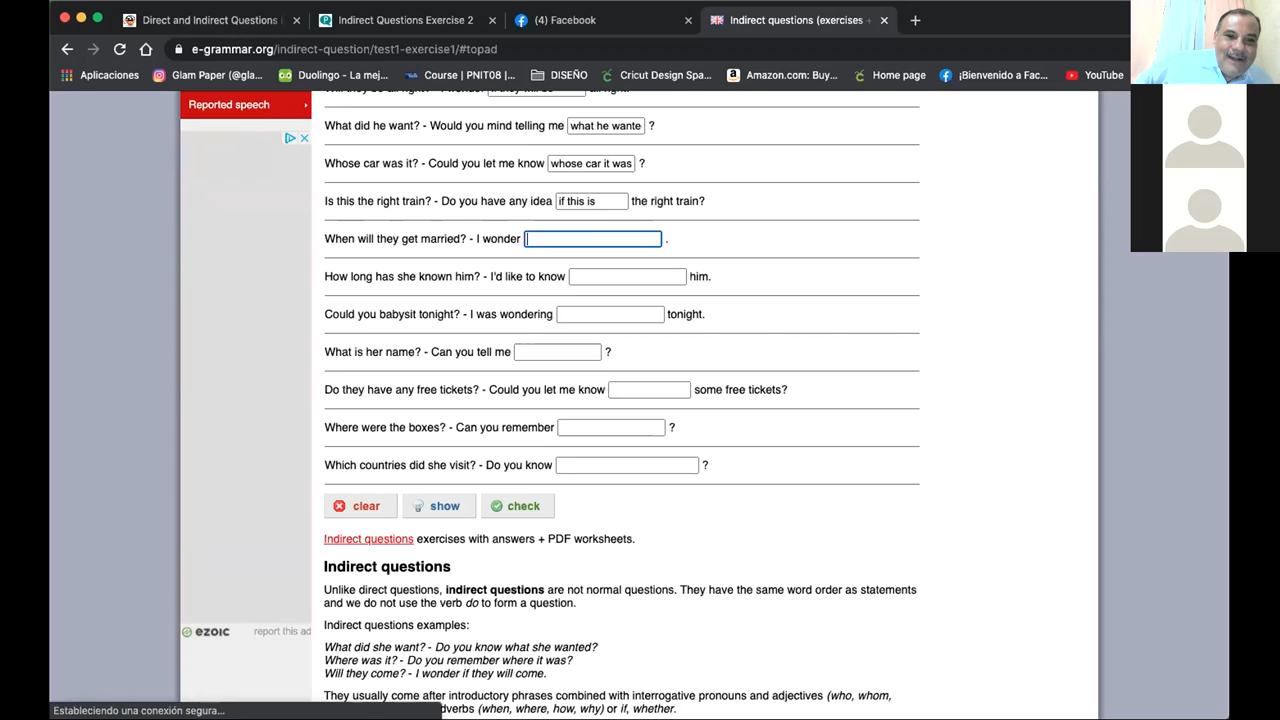 Direct and Indirect Questions
Indirect Questions Exercise 2
(4) Facebook
Indirect questions (exercises +
e-grammar.org/indirect-question/test1-exercise1/#topad
Aplicaciones
Instagram (@gla...
Duolingo - La mej...
Course | PNIT08 |...
DISEÑO
Cricut Design Spa...
Amazon.com: Buy...
Home page
¡Bienvenido a Fac...
YouTube
Reported speech
What did he want? - Would you mind telling me what he wante ?
Whose car was it? - Could you let me know whose car it was ?
Is this the right train? - Do you have any idea if this is the right train?
When will they get married? - I wonder .
How long has she known him? - I'd like to know him.
Could you babysit tonight? - I was wondering tonight.
What is her name? - Can you tell me ?
Do they have any free tickets? - Could you let me know some free tickets?
Where were the boxes? - Can you remember ?
Which countries did she visit? - Do you know ?
clear show check
Indirect questions exercises with answers + PDF worksheets.
Indirect questions
Unlike direct questions, indirect questions are not normal questions. They have the same word order as statements
and we do not use the verb do to form a question.
ezoic report this ad
Indirect questions examples:
What did she want? - Do you know what she wanted?
Where was it? - Do you remember where it was?
Will they come? - I wonder if they will come.
They usually come after introductory phrases combined with interrogative pronouns and adjectives (who, whom,
dverbs (when, where, how, why) or if, whether.
Estableciendo una conexión segura...